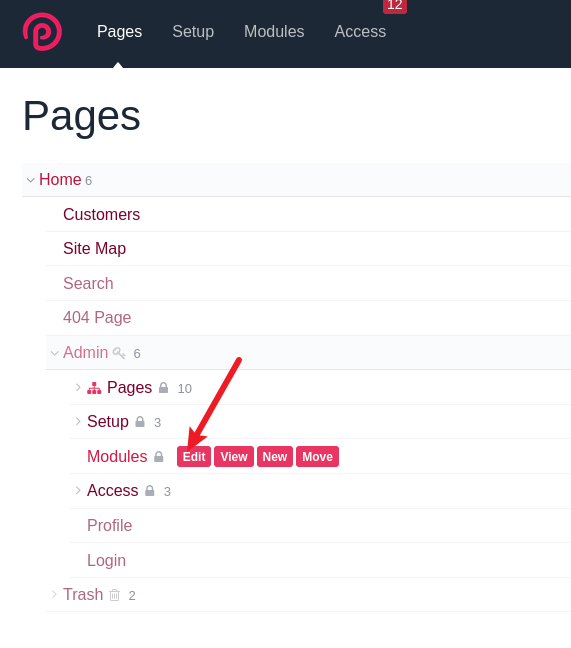 12
Pages Setup Modules Access
Pages
Home 6
Customers
Site Map
Search
404 Page
Admin 6
Pages 10
Setup 3
Modules Edit View New Move
Access 3
Profile
Login
Trash 2